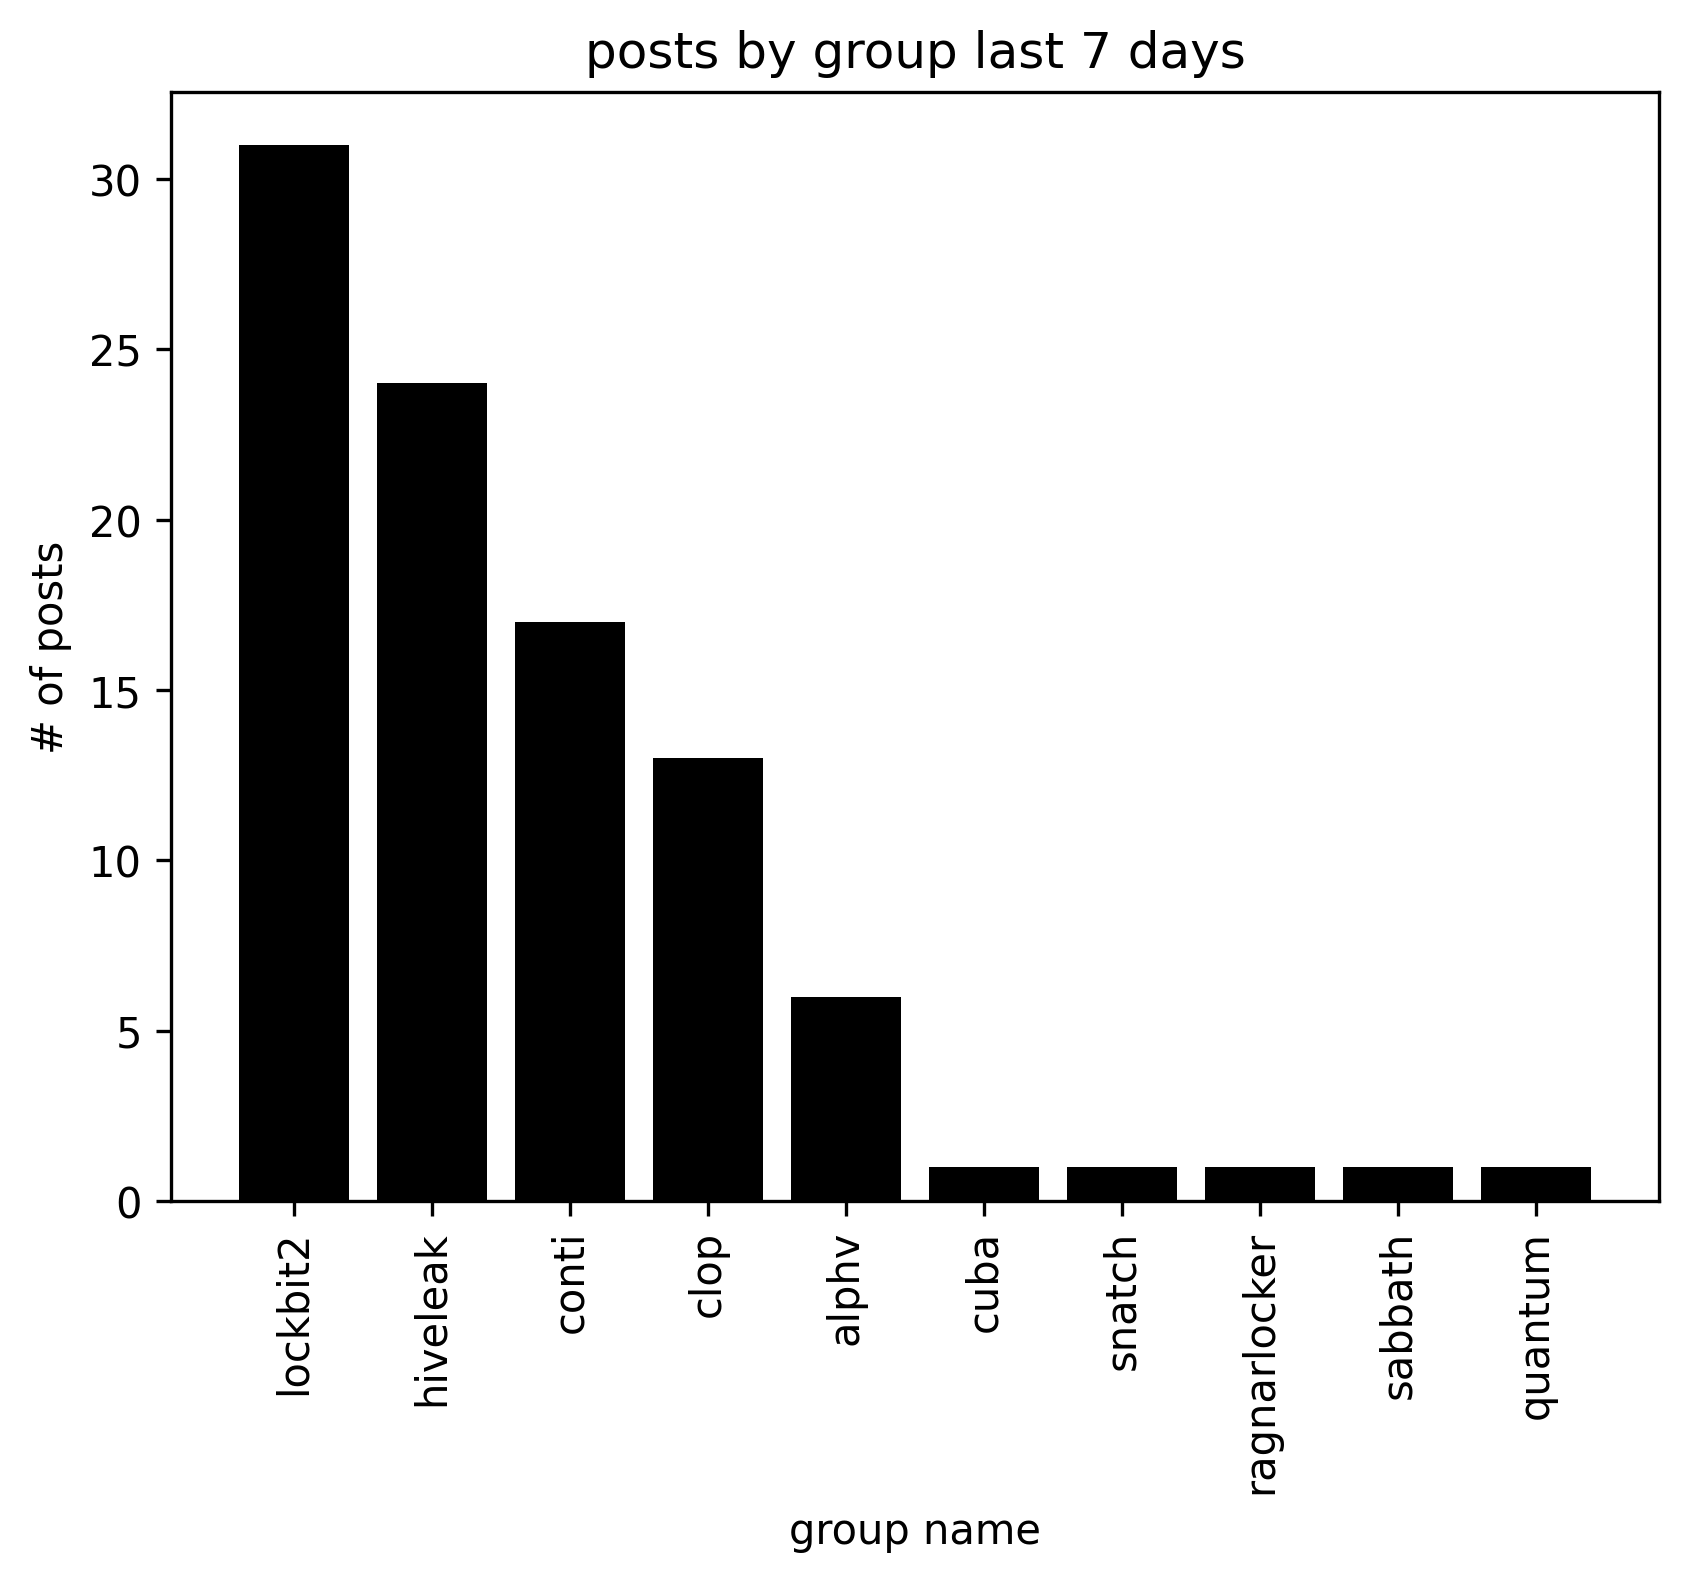 posts by group last 7 days
# of posts
30
25
20
15
10
5
0
lockbit2
hiveleak
conti
clop
alphv
cuba
snatch
ragnarlocker
sabbath
quantum
group name